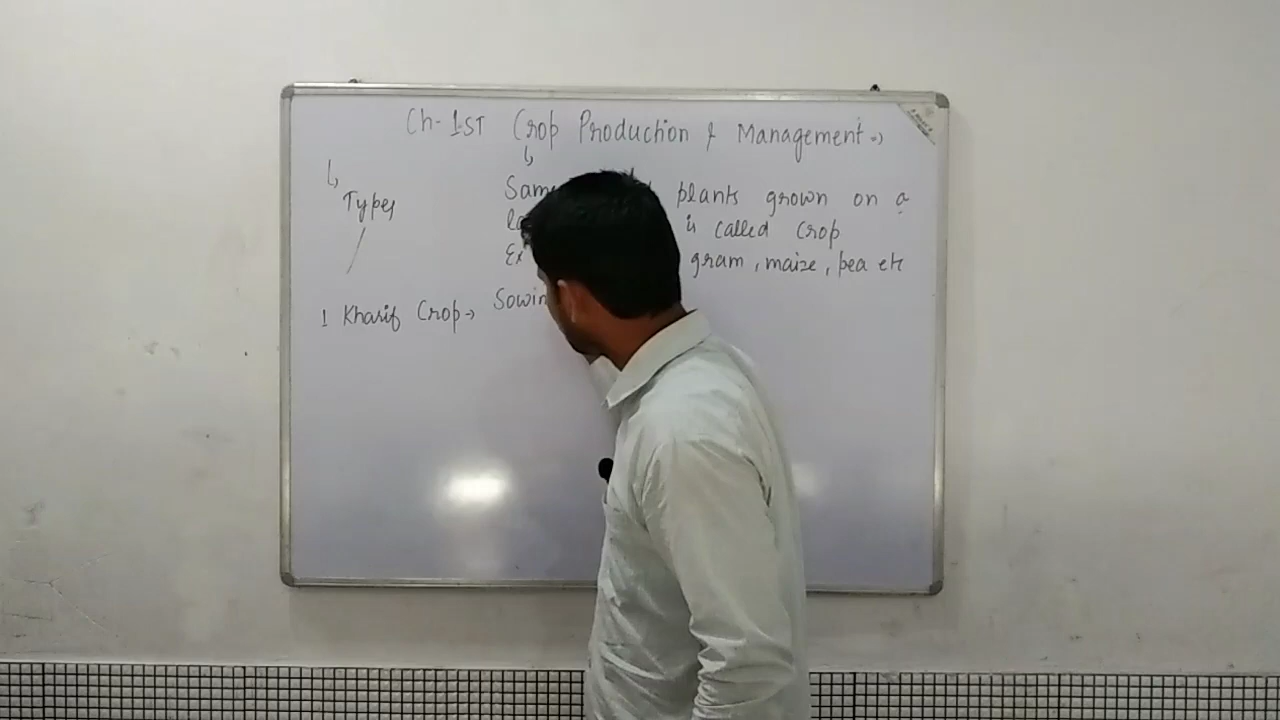 Ch- 1ST Crop Production & Management →
Types
Same plants grown on a
is called crop
Ex gram, maize, pea etc
1 Kharif Crop → Sowin